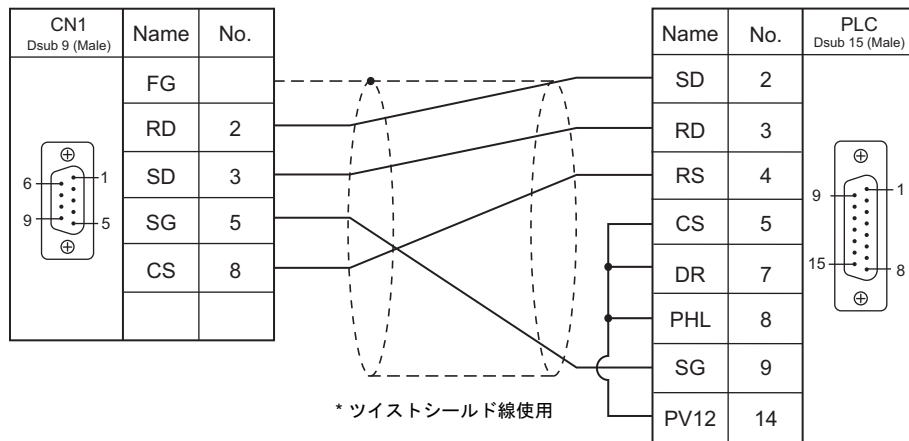 CN1
Dsub 9 (Male)
Name No.
FG
RD 2
SD 3
SG 5
CS 8
6
1
9
5
* ツイストシールド線使用
Name No.
PLC
Dsub 15 (Male)
SD 2
RD 3
RS 4
CS 5
DR 7
PHL 8
SG 9
PV12 14
9
1
15
8